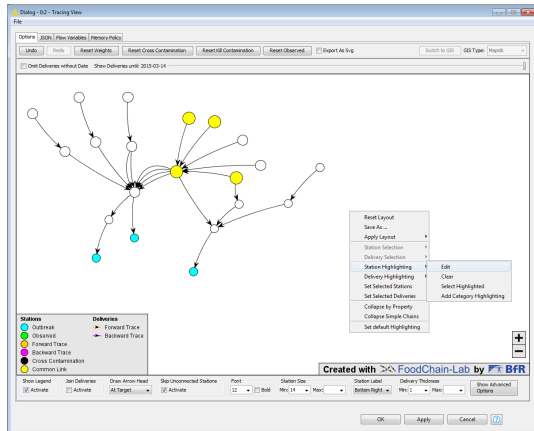 Dialog - 0:2 - Tracing View
File
Options JSON Flow Variables Memory Policy
Undo Redo Reset Weights Reset Cross Contamination Reset Kill Contamination Reset Observed Export As Svg Switch to GIS GIS Type: Mapnik
Omit Deliveries without Date Show Deliveries until: 2015-03-14
Reset Layout
Save As ...
Apply Layout
Station Selection
Delivery Selection
Station Highlighting Edit
Delivery Highlighting Clear
Set Selected Stations Select Highlighted
Set Selected Deliveries Add Category Highlighting
Collapse by Property
Collapse Simple Chains
Set default Highlighting
Stations Deliveries
Outbreak Forward Trace
Observed Backward Trace
Forward Trace
Backward Trace
Cross Contamination
Common Link
+
−
Created with FoodChain-Lab by BfR
Show Legend Join Deliveries Draw Arrow Head Skip Unconnected Stations Font Station Size Station Label Delivery Thickness
Activate Activate At Target Activate 12 Bold Min: 14 Max: Bottom Right Min: 1 Max: Show Advanced
Options
OK Apply Cancel ?